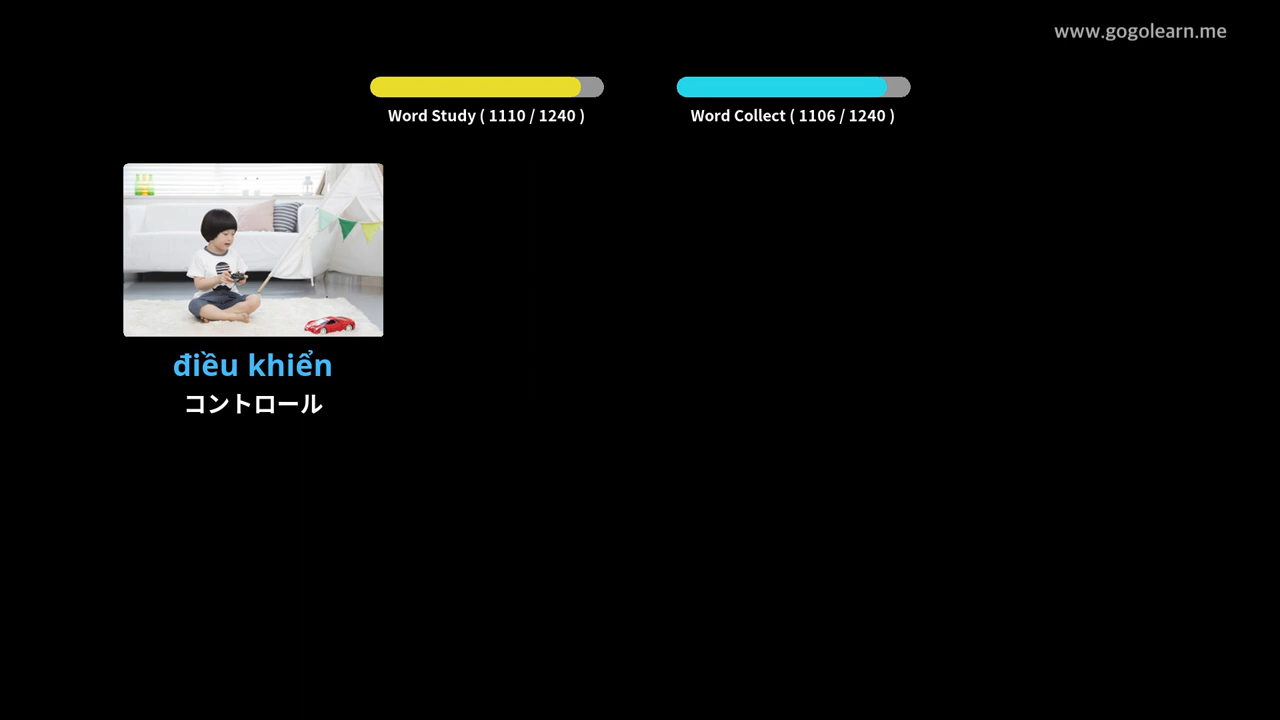 www.gogolearn.me
Word Study ( 1110 / 1240 )
Word Collect ( 1106 / 1240 )
điều khiển
コントロール